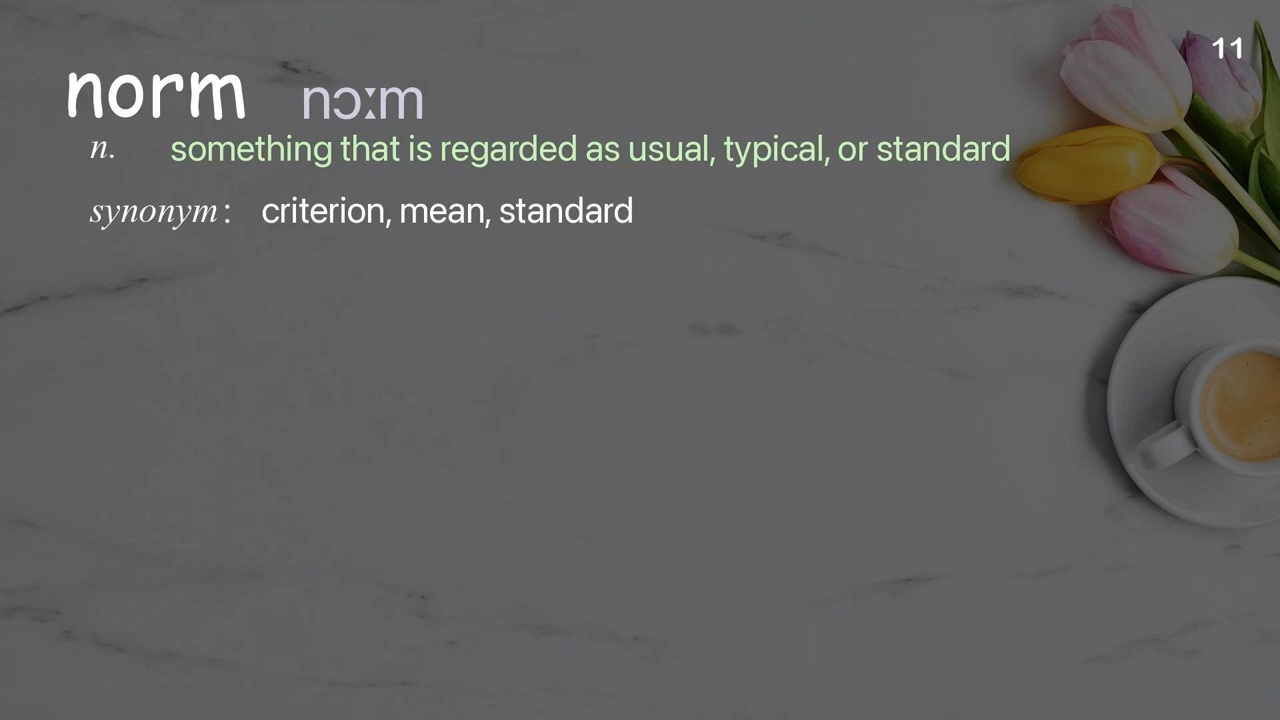 11
norm nɔːm
n. something that is regarded as usual, typical, or standard
synonym: criterion, mean, standard